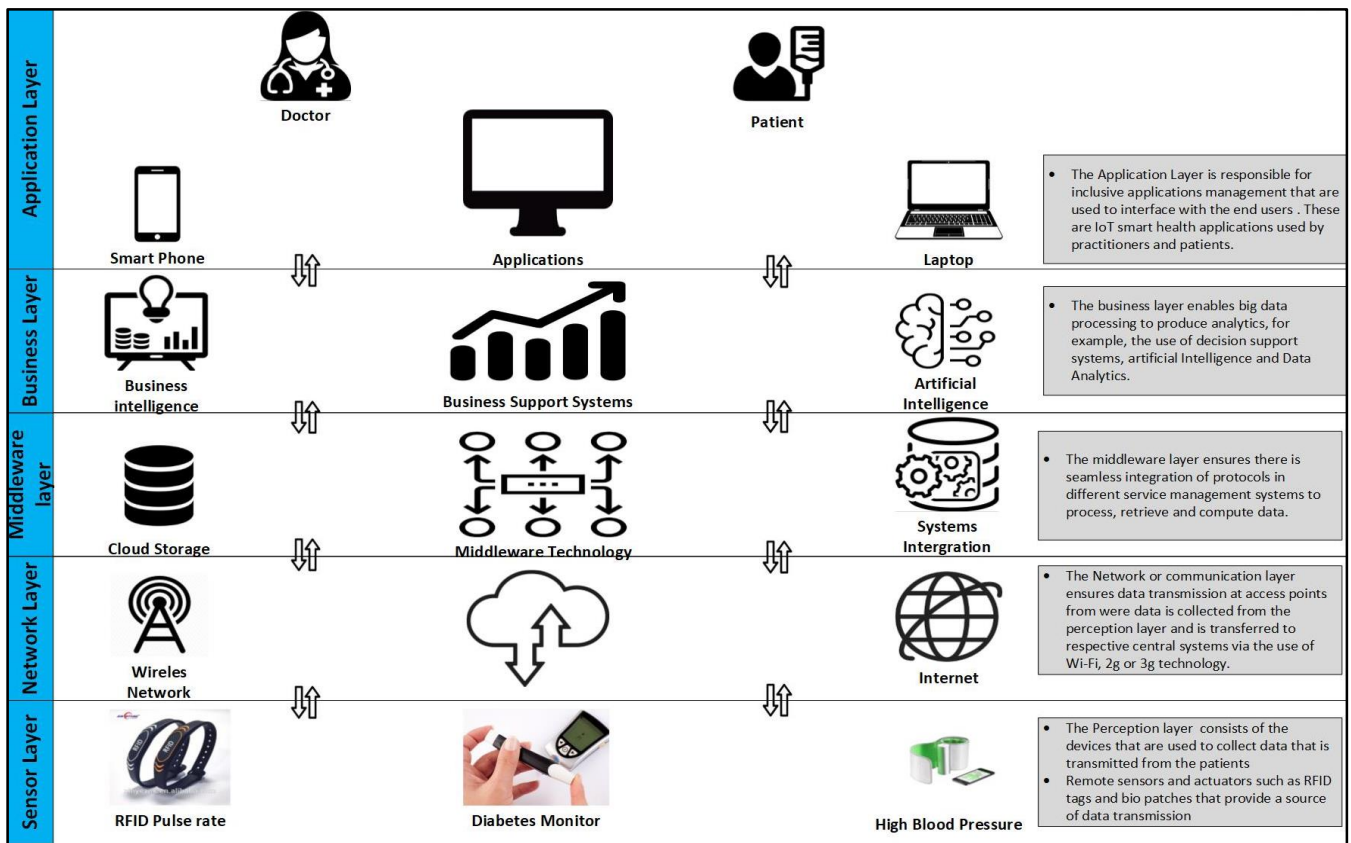 Application Layer
Doctor
Patient
Smart Phone
Applications
Laptop
• The Application Layer is responsible for
inclusive applications management that are
used to interface with the end users . These
are IoT smart health applications used by
practitioners and patients.
Business Layer
Business
intelligence
Business Support Systems
Artificial
Intelligence
• The business layer enables big data
processing to produce analytics, for
example, the use of decision support
systems, artificial Intelligence and Data
Analytics.
Middleware
layer
Cloud Storage
Middleware Technology
Systems
Intergration
• The middleware layer ensures there is
seamless integration of protocols in
different service management systems to
process, retrieve and compute data.
Network Layer
Wireles
Network
Internet
• The Network or communication layer
ensures data transmission at access points
from were data is collected from the
perception layer and is transferred to
respective central systems via the use of
Wi-Fi, 2g or 3g technology.
Sensor Layer
RFID
RFID
RFID Pulse rate
Diabetes Monitor
High Blood Pressure
• The Perception layer consists of the
devices that are used to collect data that is
transmitted from the patients
• Remote sensors and actuators such as RFID
tags and bio patches that provide a source
of data transmission